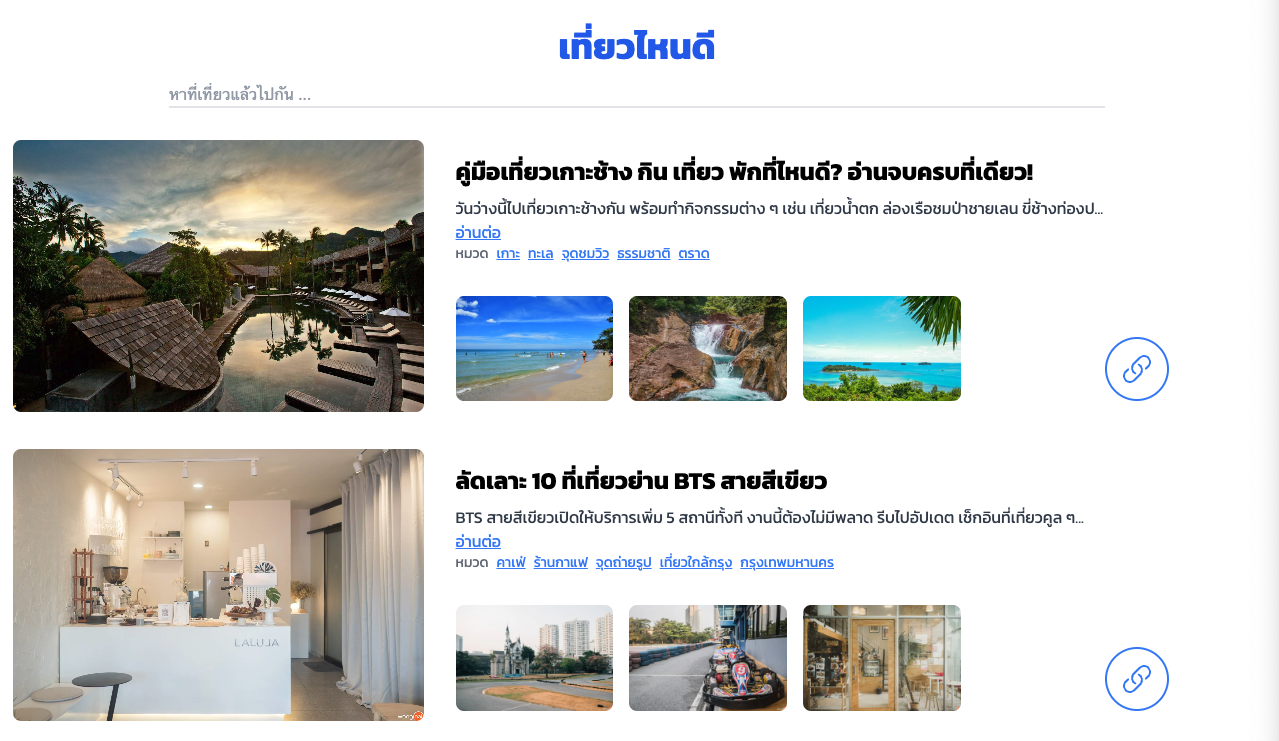 เที่ยวไหนดี
หาที่เที่ยวแล้วไปกัน ...
คู่มือเที่ยวเกาะช้าง กิน เที่ยว พักที่ไหนดี? อ่านจบครบที่เดียว!
วันว่างนี้ไปเที่ยวเกาะช้างกัน พร้อมทำกิจกรรมต่าง ๆ เช่น เที่ยวน้ำตก ล่องเรือชมป่าชายเลน ขี่ช้างท่องป...
อ่านต่อ
หมวด เกาะ ทะเล จุดชมวิว ธรรมชาติ ตราด
ลัดเลาะ 10 ที่เที่ยวย่าน BTS สายสีเขียว
BTS สายสีเขียวเปิดให้บริการเพิ่ม 5 สถานีทั้งที งานนี้ต้องไม่มีพลาด รีบไปอัปเดต เช็กอินที่เที่ยวคูล ๆ...
อ่านต่อ
หมวด คาเฟ่ ร้านกาแฟ จุดถ่ายรูป เที่ยวใกล้กรุง กรุงเทพมหานคร